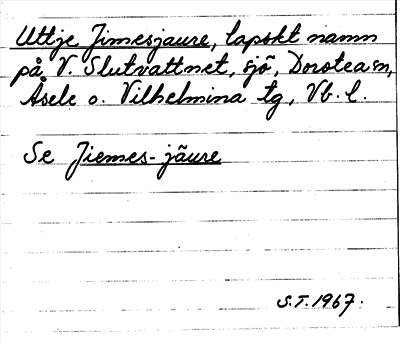 Uttje Jimesjaure, lapskt namn
på V. Slutvattnet, sjö, Dorotea sn,
Åsele o. Vilhelmina tg, Vb. l.
Se Jiemes-jäure
S.T. 1967.